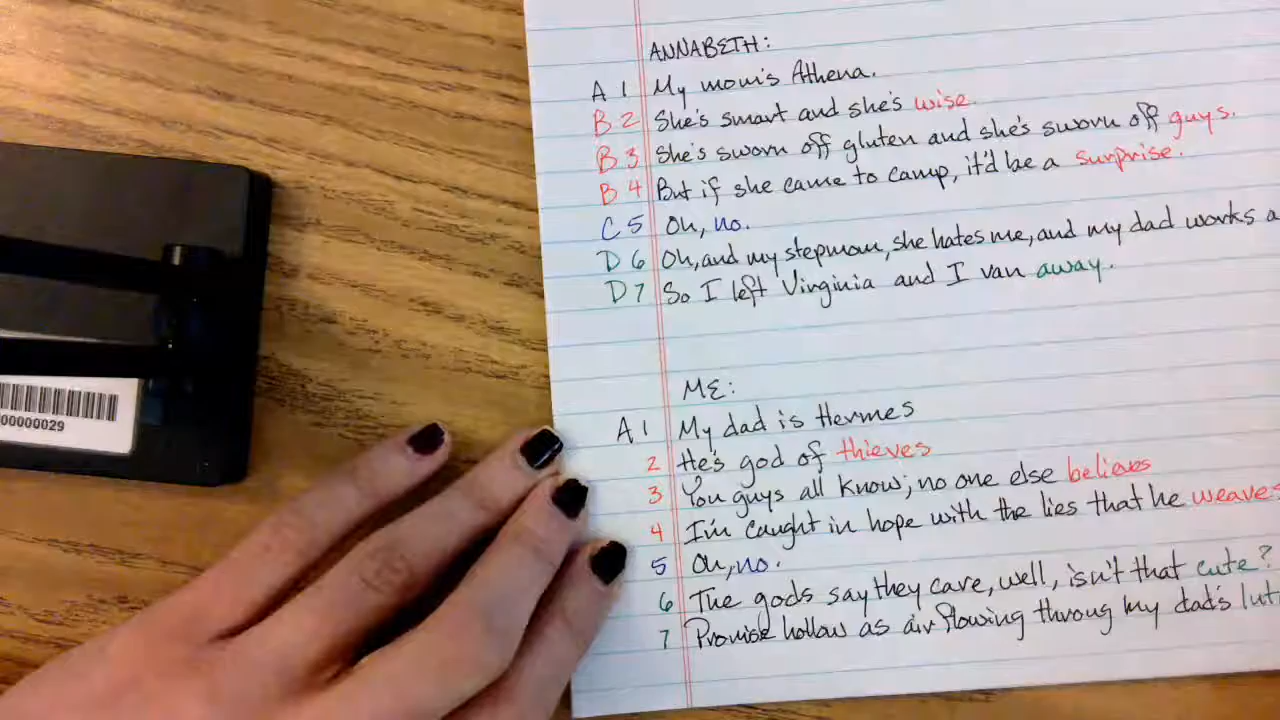 ANNABETH:
A 1 My mom's Athena.
B 2 She's smart and she's wise.
B 3 She's sworn off gluten and she's sworn off guys.
B 4 But if she came to camp, it'd be a surprise.
C 5 Oh, no.
D 6 Oh, and my stepmom, she hates me, and my dad works a
D 7 So I left Virginia and I ran away.
ME:
A 1 My dad is Hermes
2 He's god of thieves
3 You guys all know; no one else believes
4 I'm caught in hope with the lies that he weaves
5 Oh, no.
6 The gods say they care, well, isn't that cute?
7 Promise hollow as air flowing throug my dad's lut
00000029